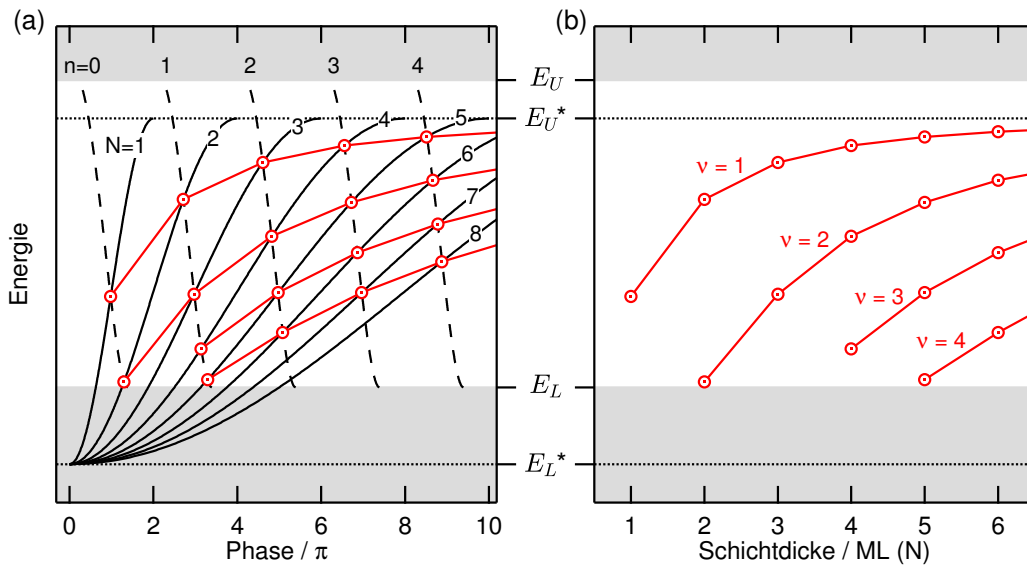 (a)
(b)
n=0 1 2 3 4
E_U
E_U*
N=1 2 3 4 5
6
7
8
ν = 1
ν = 2
ν = 3
ν = 4
Energie
E_L
E_L*
0 2 4 6 8 10
Phase / π
1 2 3 4 5 6
Schichtdicke / ML (N)